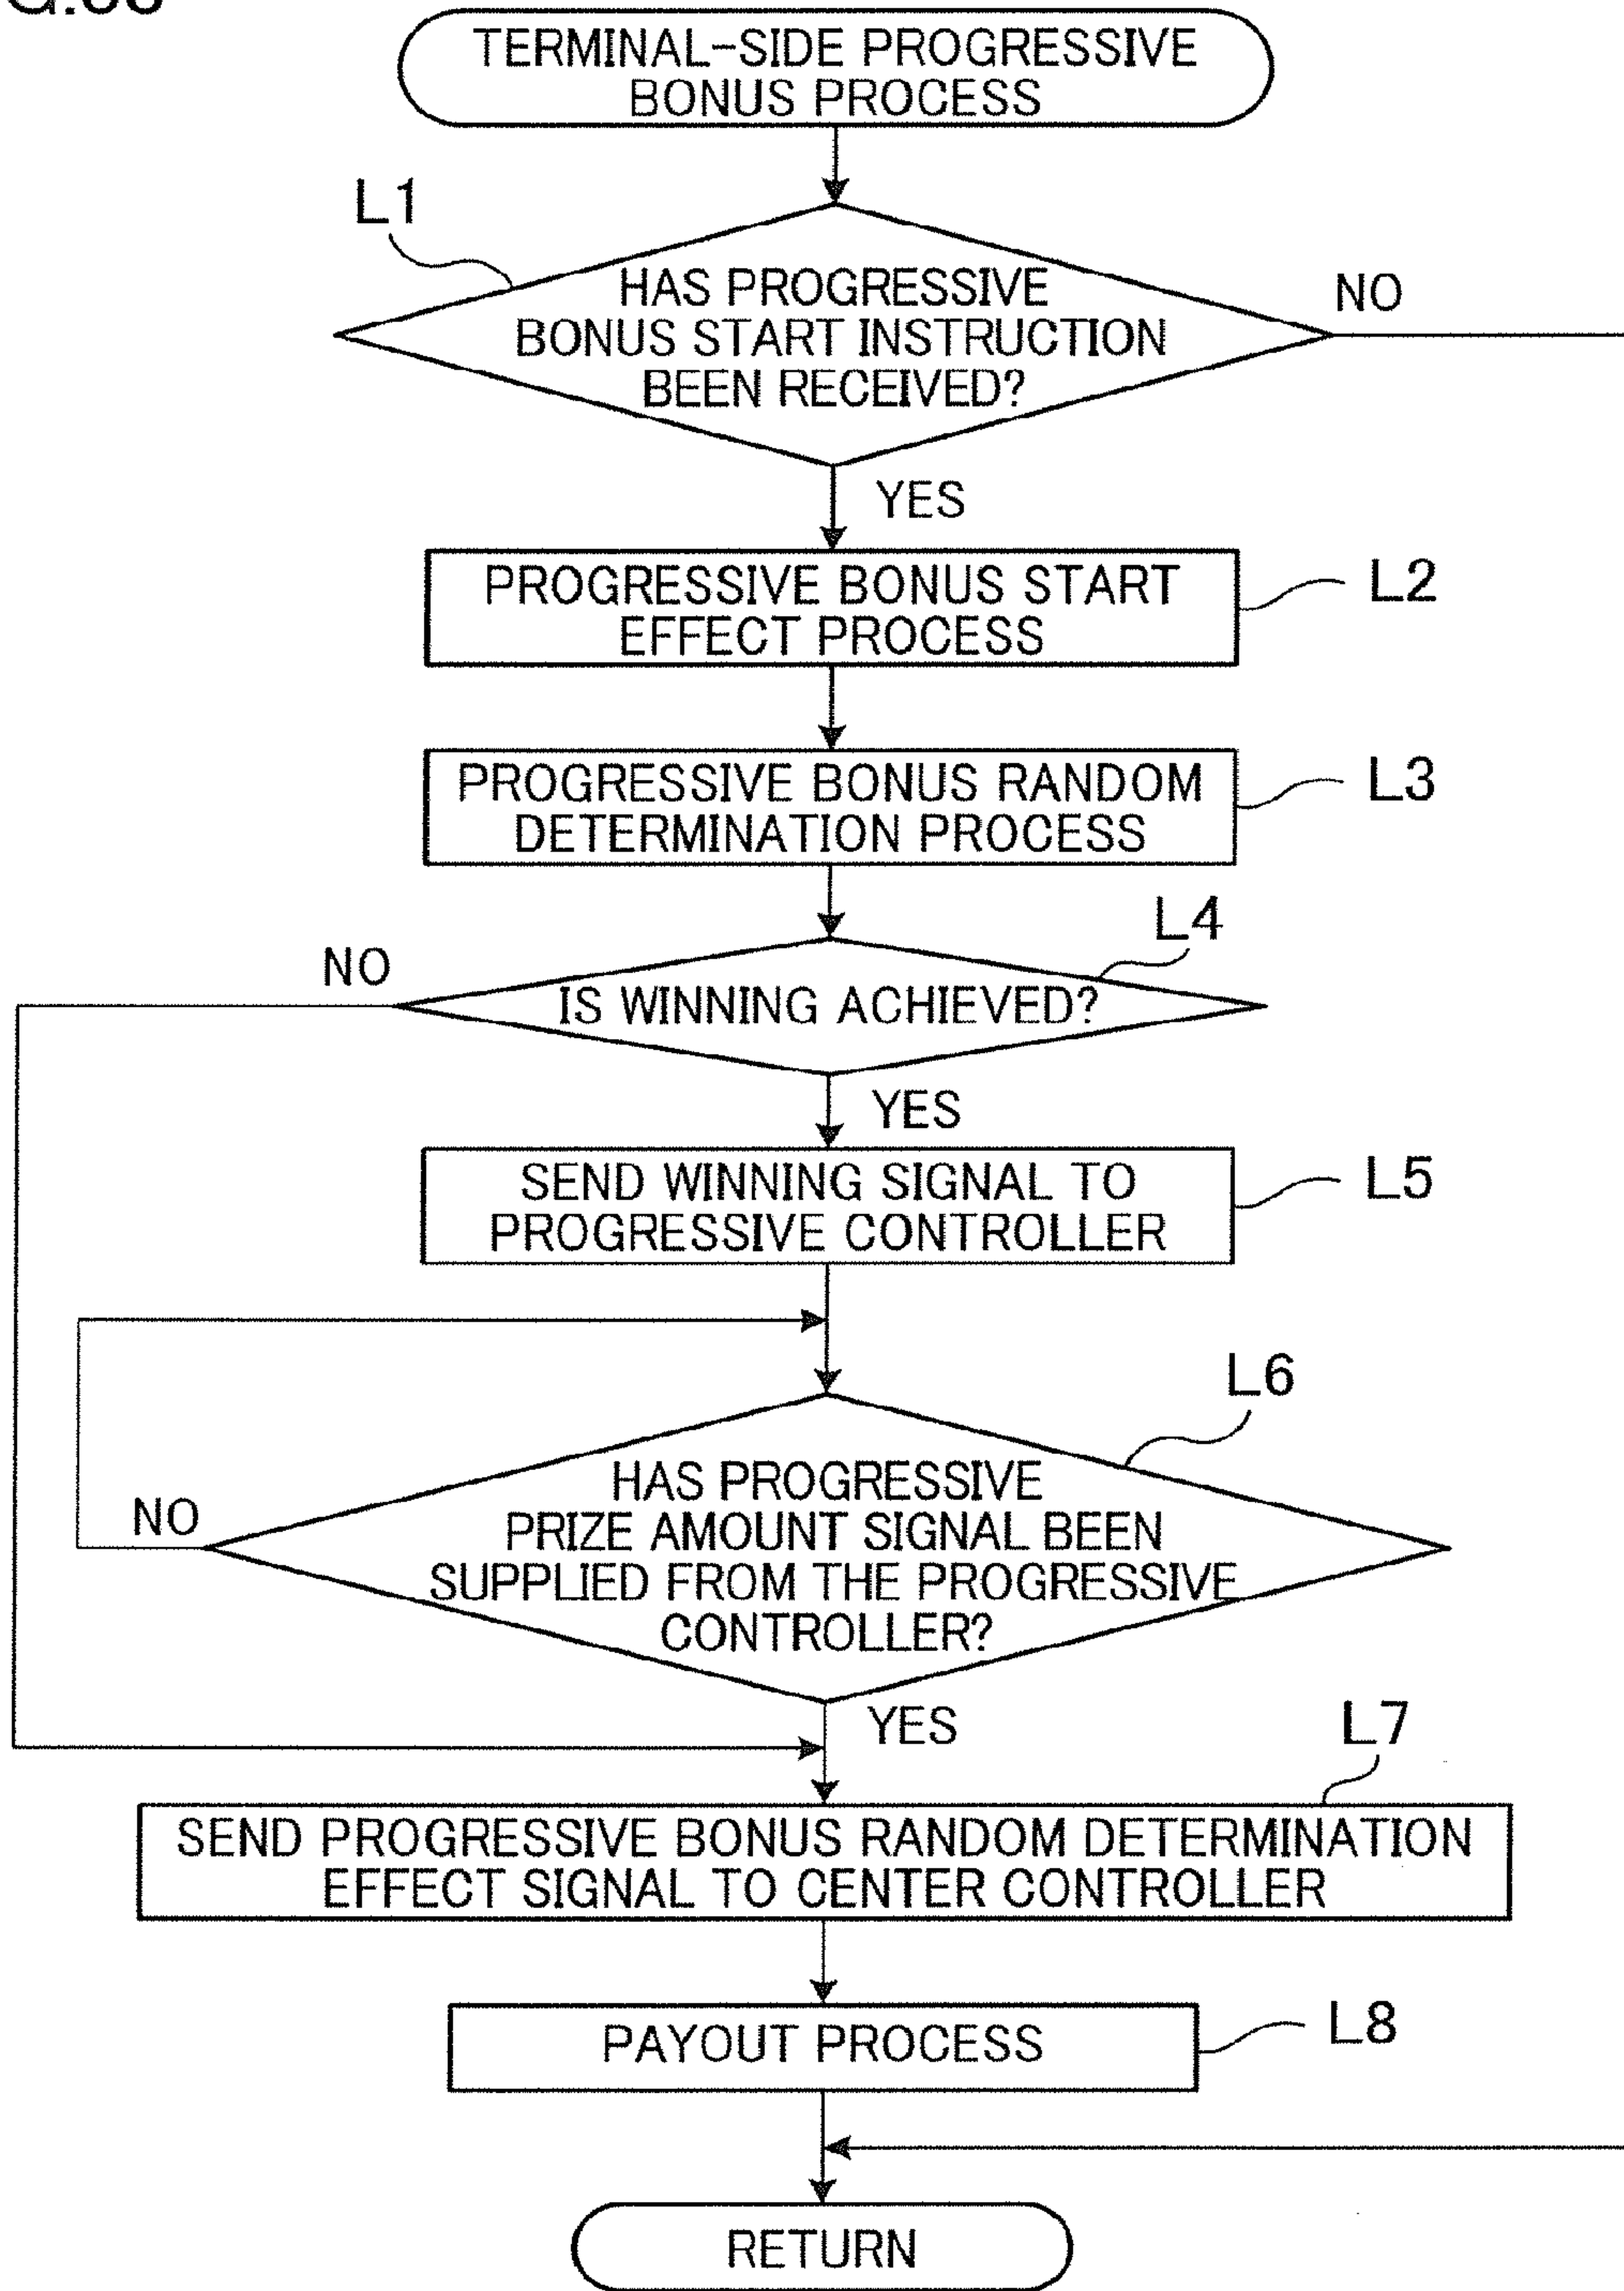 TERMINAL-SIDE PROGRESSIVE
BONUS PROCESS
L1
HAS PROGRESSIVE
BONUS START INSTRUCTION
BEEN RECEIVED?
NO
YES
PROGRESSIVE BONUS START
EFFECT PROCESS
L2
PROGRESSIVE BONUS RANDOM
DETERMINATION PROCESS
L3
L4
NO
IS WINNING ACHIEVED?
YES
SEND WINNING SIGNAL TO
PROGRESSIVE CONTROLLER
L5
L6
HAS PROGRESSIVE
PRIZE AMOUNT SIGNAL BEEN
SUPPLIED FROM THE PROGRESSIVE
CONTROLLER?
NO
YES
L7
SEND PROGRESSIVE BONUS RANDOM DETERMINATION
EFFECT SIGNAL TO CENTER CONTROLLER
PAYOUT PROCESS
L8
RETURN